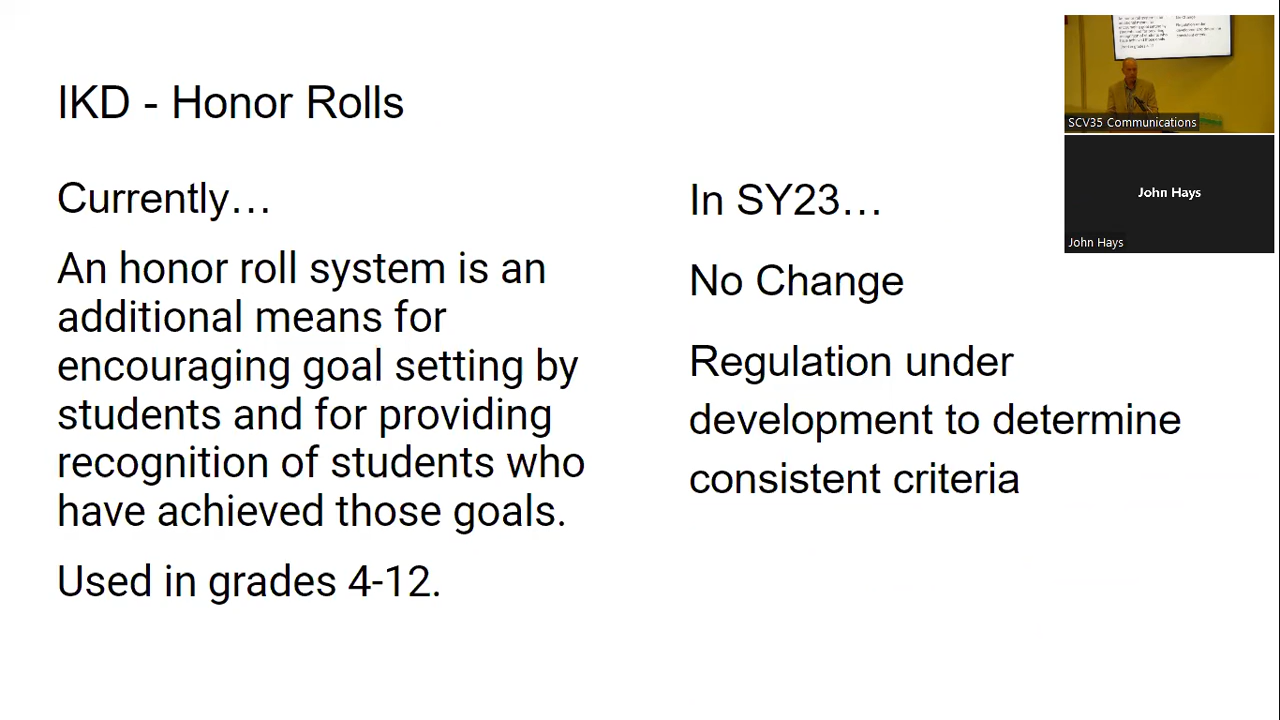 IKD - Honor Rolls
Currently…
An honor roll system is an
additional means for
encouraging goal setting by
students and for providing
recognition of students who
have achieved those goals.
Used in grades 4-12.
In SY23…
No Change
Regulation under
development to determine
consistent criteria
SCV35 Communications
John Hays
John Hays